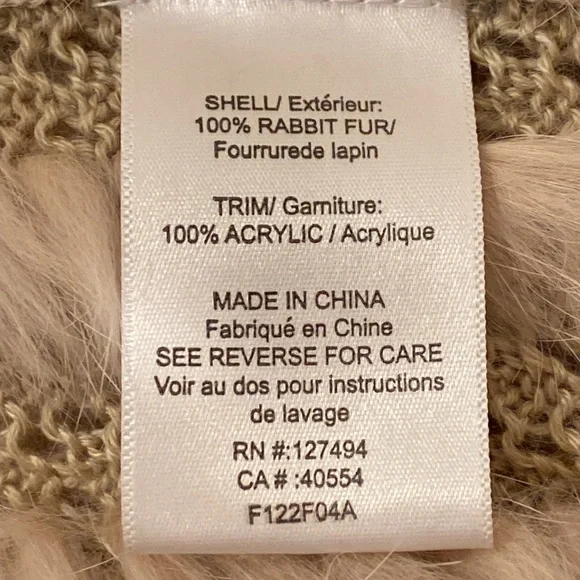 SHELL/ Extérieur:
100% RABBIT FUR/
Fourrurede lapin
TRIM/ Garniture:
100% ACRYLIC / Acrylique
MADE IN CHINA
Fabriqué en Chine
SEE REVERSE FOR CARE
Voir au dos pour instructions
de lavage
RN #:127494
CA # :40554
F122F04A